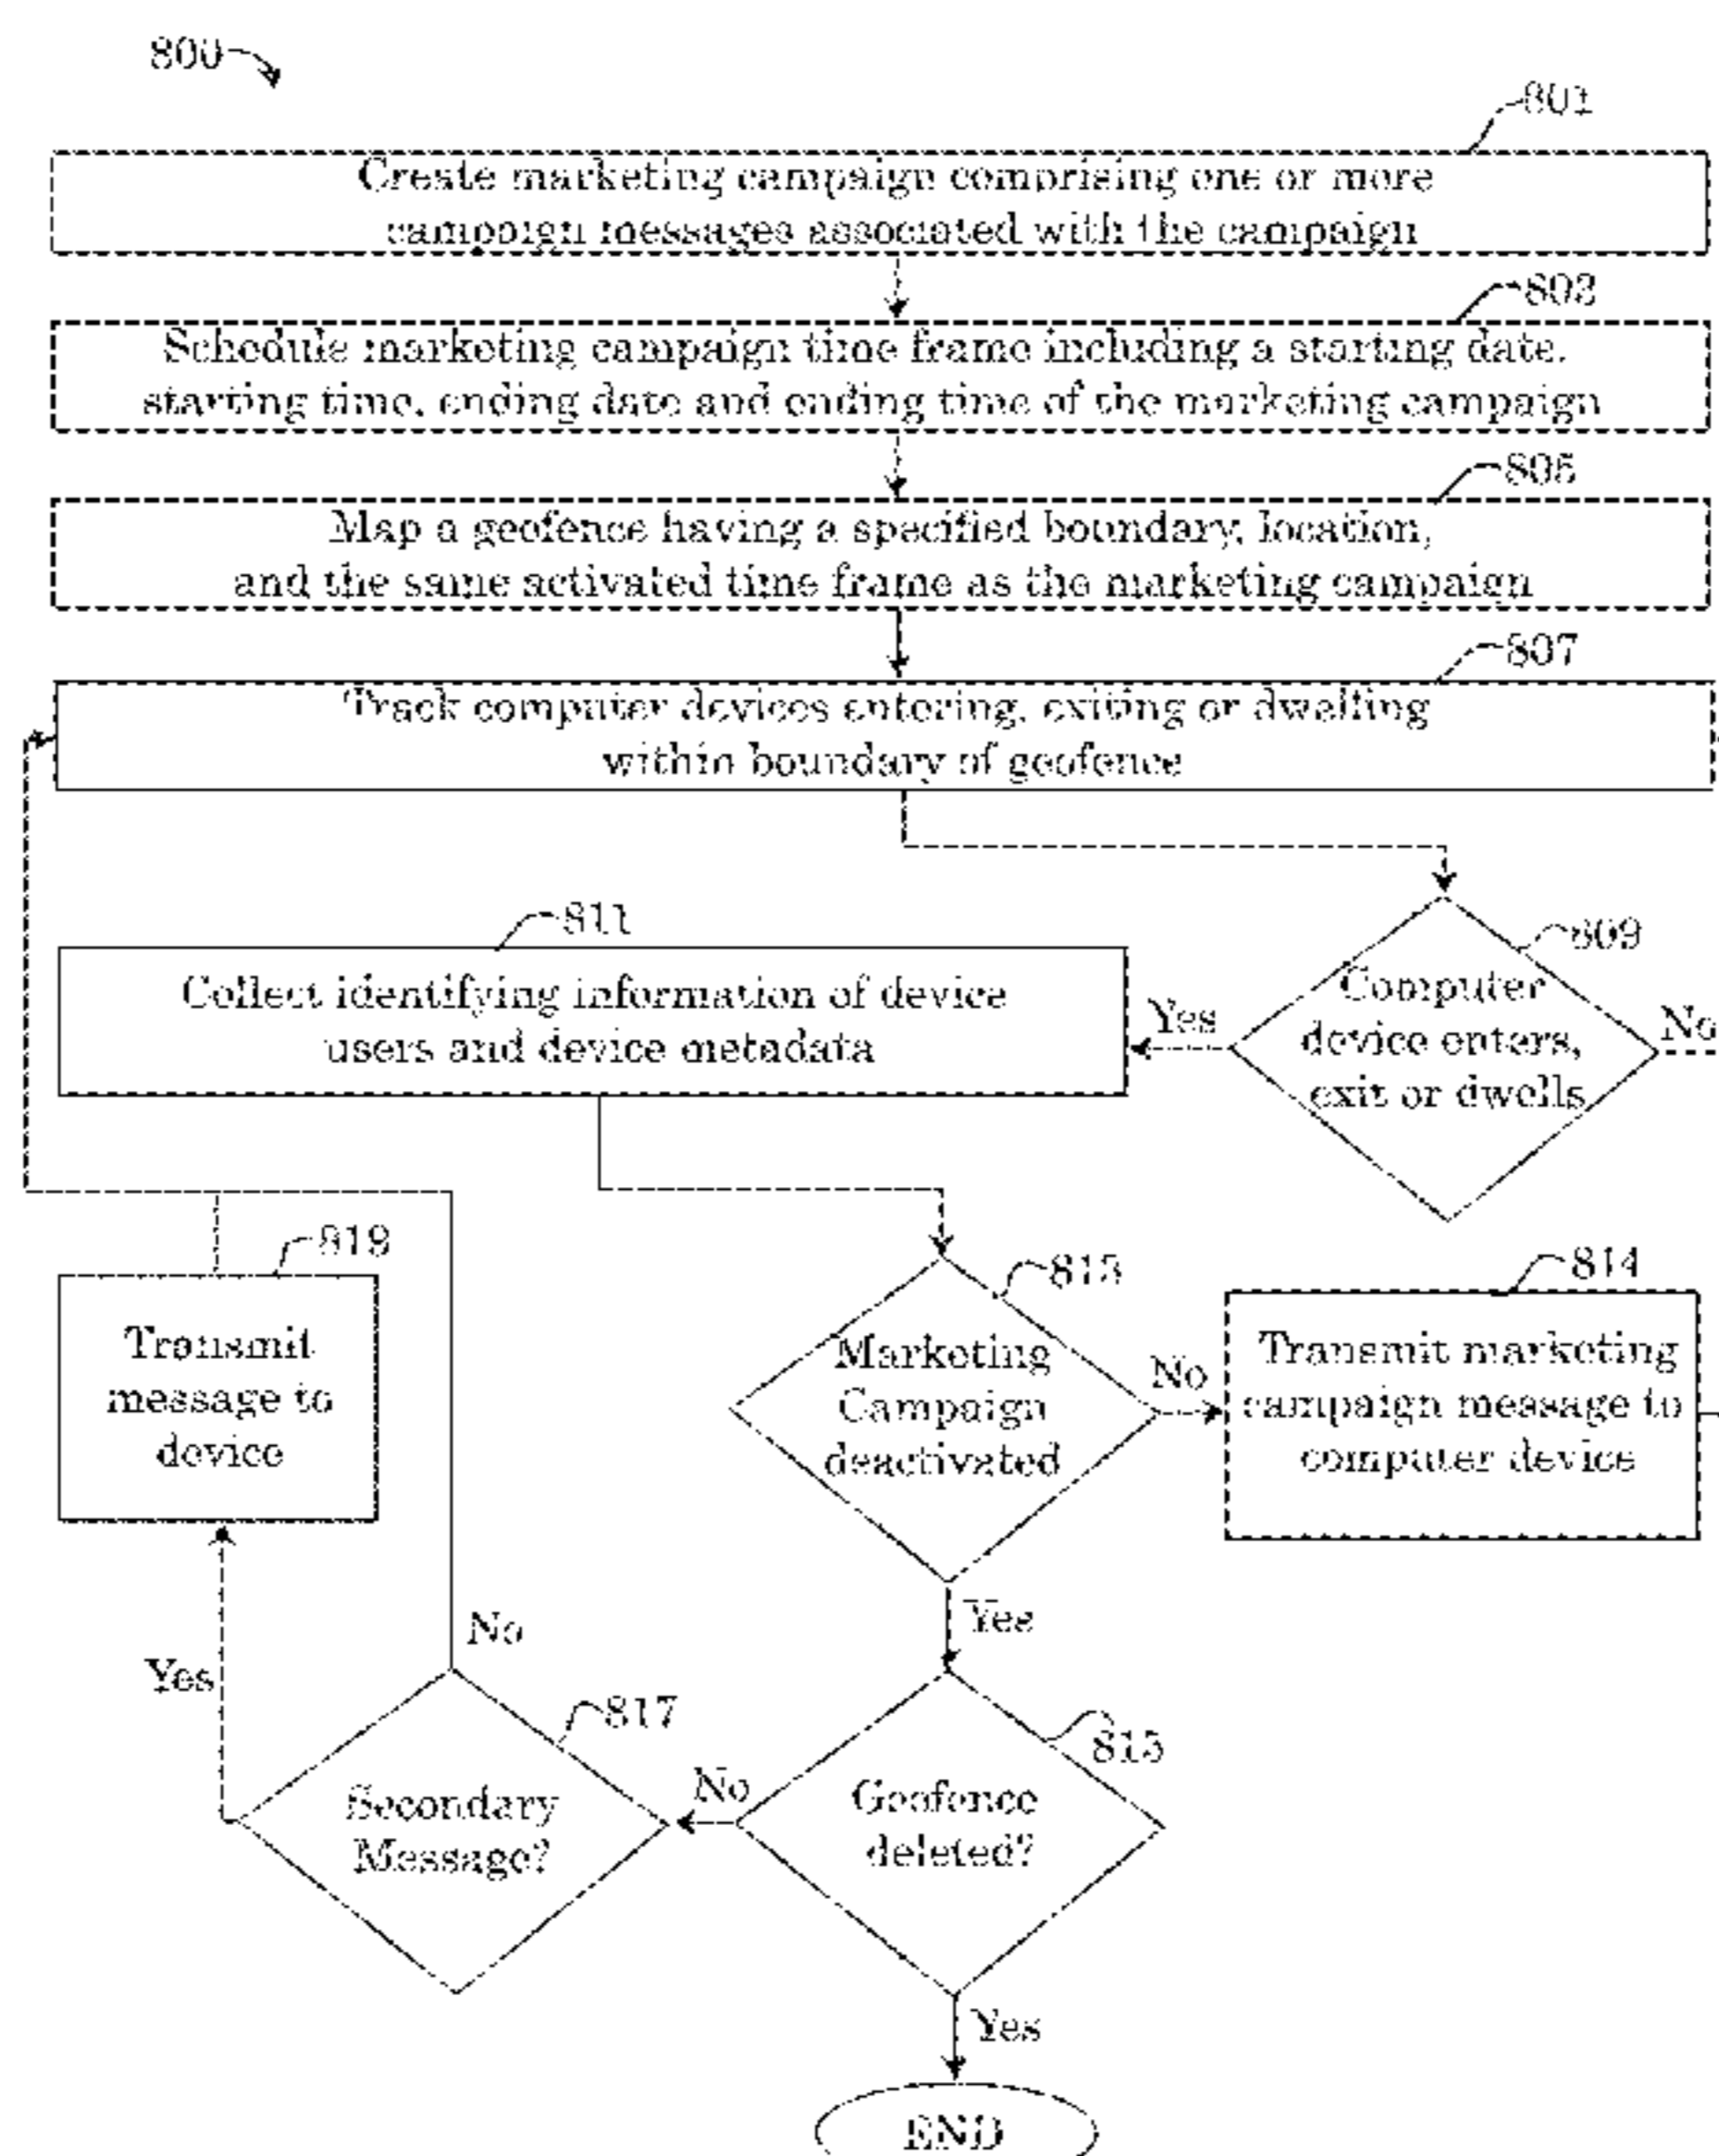 800
801
Create marketing campaign comprising one or more
campaign messages associated with the campaign
803
Schedule marketing campaign time frame including a starting date,
starting time, ending date and ending time of the marketing campaign
805
Map a geofence having a specified boundary, location,
and the same activated time frame as the marketing campaign
807
Track computer devices entering, exiting or dwelling
within boundary of geofence
811
Collect identifying information of device
users and device metadata
Yes
809
Computer
device enters,
exit or dwells
No
819
Transmit
message to
device
813
Marketing
Campaign
deactivated
No
814
Transmit marketing
campaign message to
computer device
Yes
No
Yes
817
Secondary
Message?
No
815
Geofence
deleted?
Yes
END